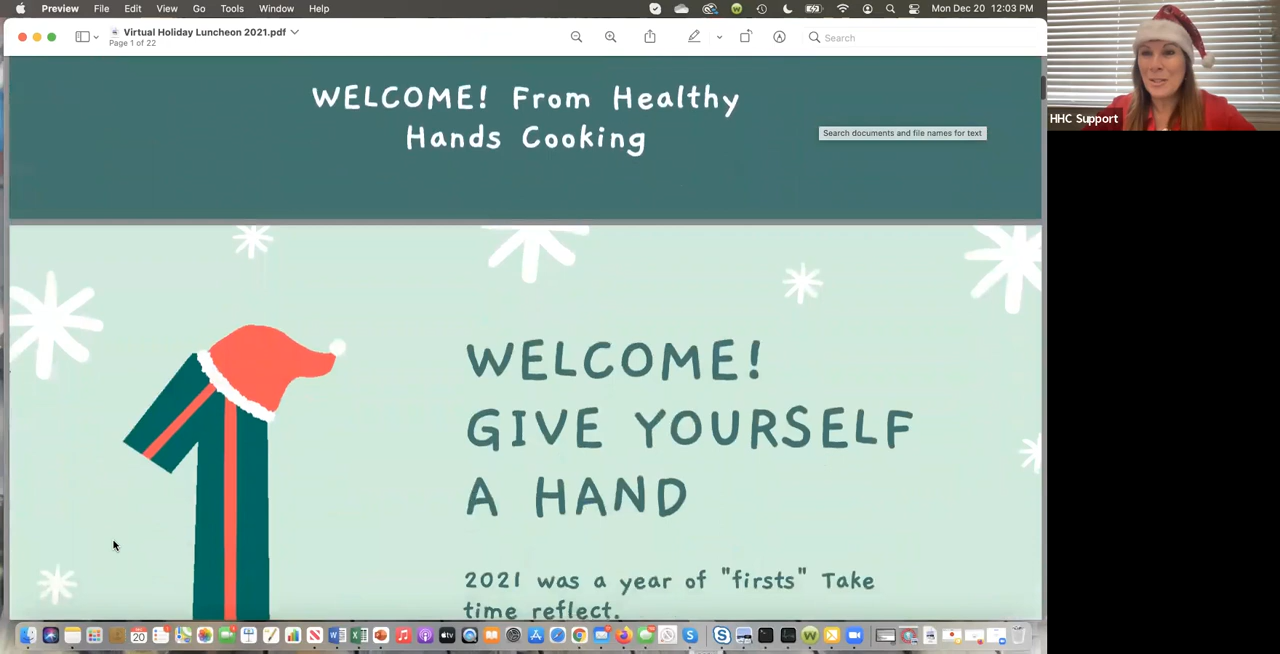 Preview File Edit View Go Tools Window Help Mon Dec 20 12:03 PM
Virtual Holiday Luncheon 2021.pdf
Page 1 of 22
Search
WELCOME! From Healthy
Hands Cooking
Search documents and file names for text
HHC Support
1
WELCOME!
GIVE YOURSELF
A HAND
2021 was a year of "firsts" Take
time reflect.